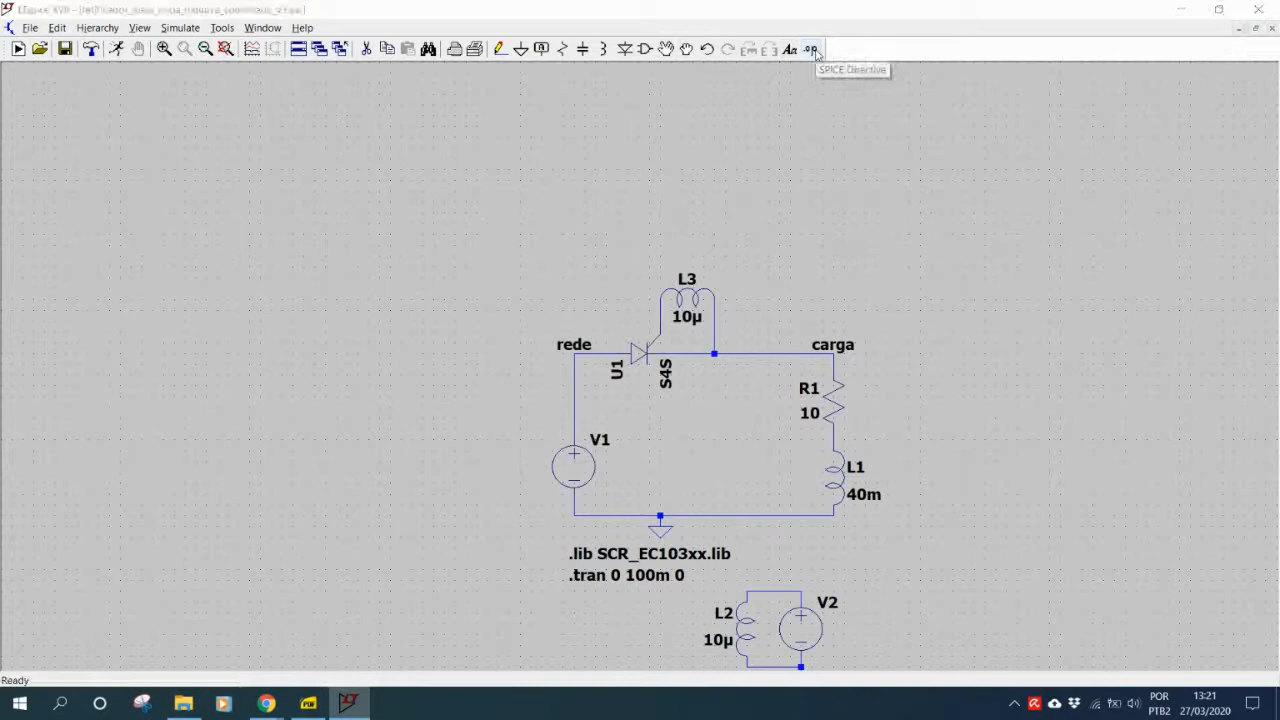 File Edit Hierarchy View Simulate Tools Window Help
SPICE Directive
L3
10µ
rede
carga
U1
S4S
R1
10
V1
L1
40m
.lib SCR_EC103xx.lib
.tran 0 100m 0
L2
V2
10µ
Ready
POR
13:21
PTB2
27/03/2020